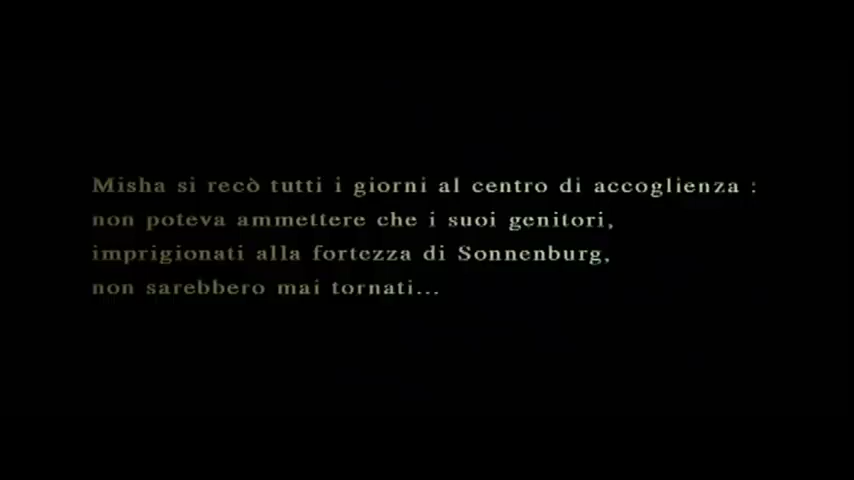 Misha si recò tutti i giorni al centro di accoglienza :
non poteva ammettere che i suoi genitori,
imprigionati alla fortezza di Sonnenburg,
non sarebbero mai tornati...